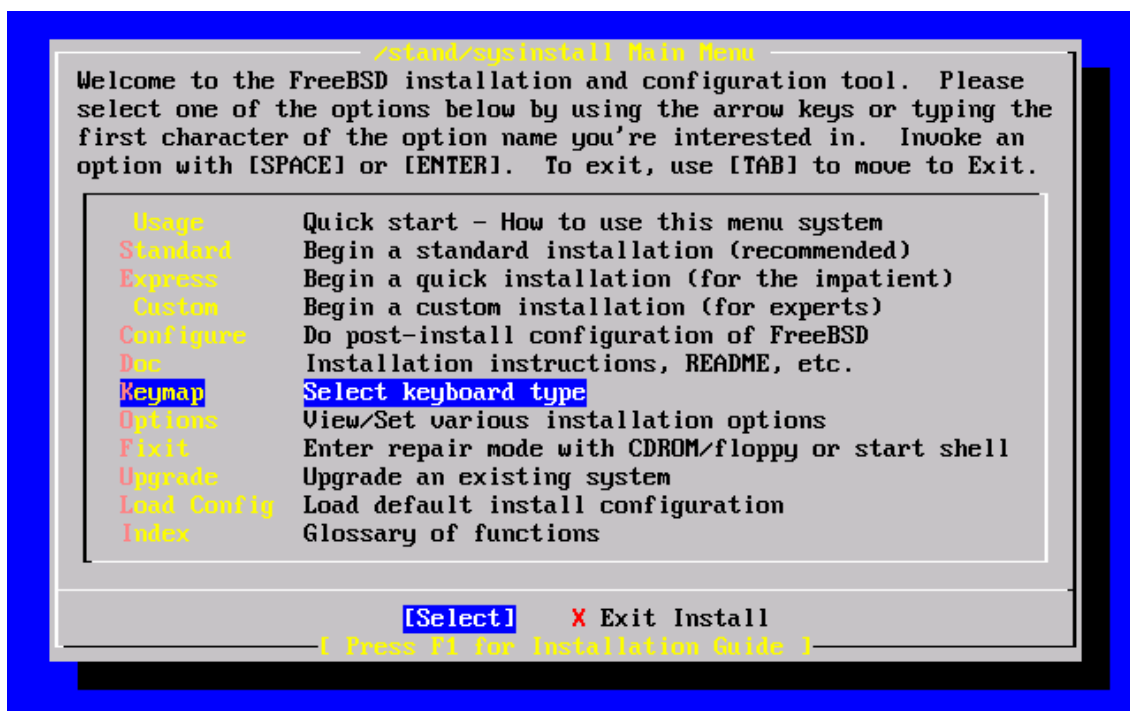 /stand/sysinstall Main Menu
Welcome to the FreeBSD installation and configuration tool.  Please
select one of the options below by using the arrow keys or typing the
first character of the option name you're interested in.  Invoke an
option with [SPACE] or [ENTER].  To exit, use [TAB] to move to Exit.
Usage Quick start - How to use this menu system
Standard Begin a standard installation (recommended)
Express Begin a quick installation (for the impatient)
Custom Begin a custom installation (for experts)
Configure Do post-install configuration of FreeBSD
Doc Installation instructions, README, etc.
Keymap Select keyboard type
Options View/Set various installation options
Fixit Enter repair mode with CDROM/floppy or start shell
Upgrade Upgrade an existing system
Load Config Load default install configuration
Index Glossary of functions
[Select] X Exit Install
[ Press F1 for Installation Guide ]